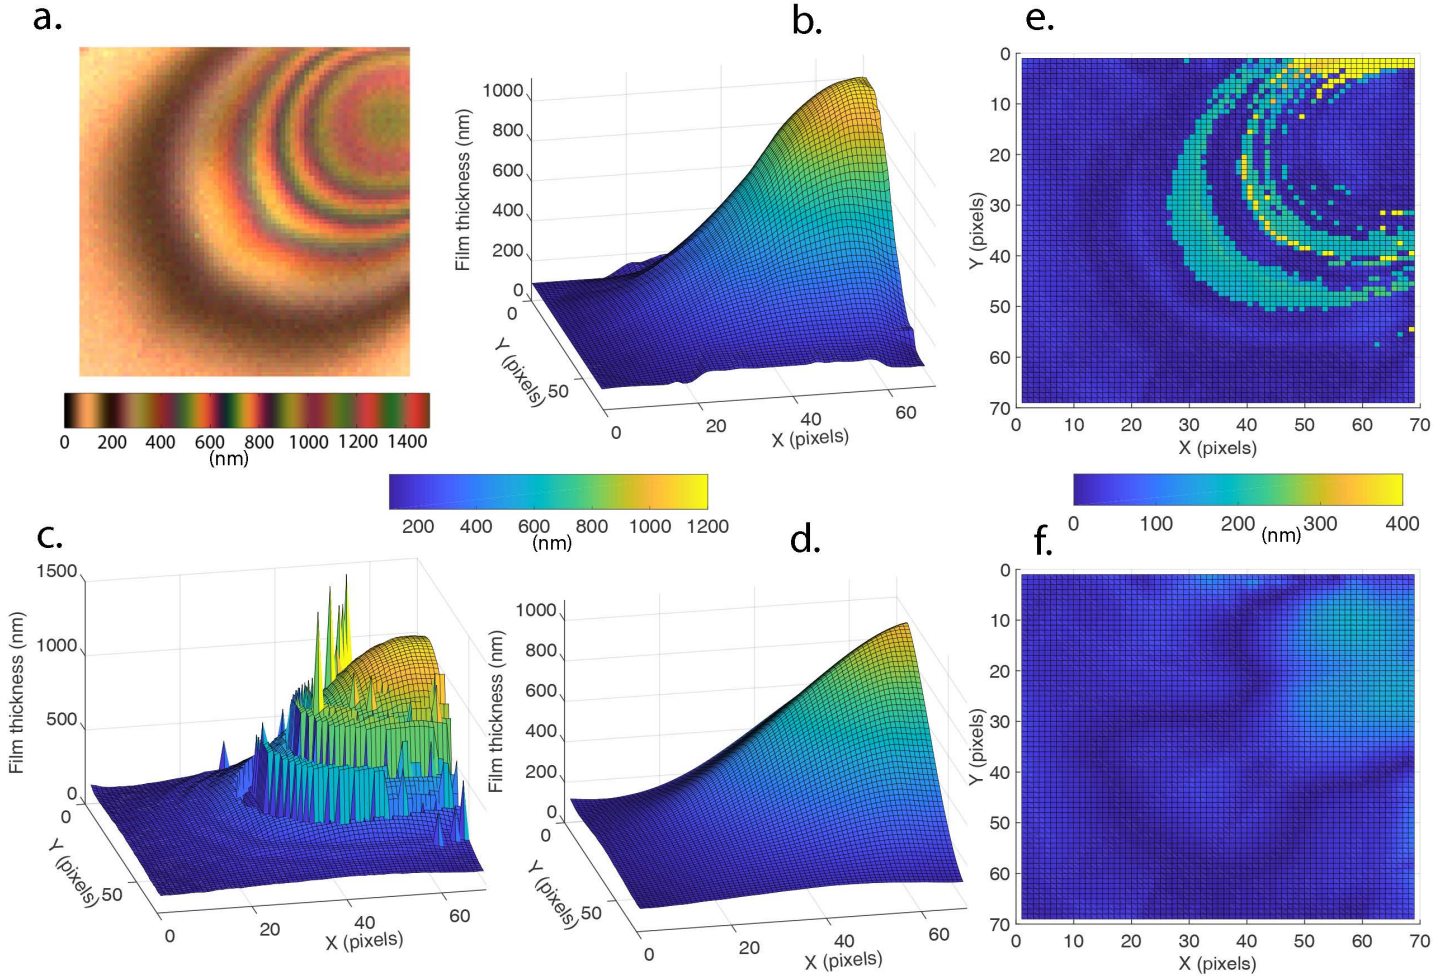 a.
0 200 400 600 800 1000 1200 1400
(nm)
b.
1000
800
600
400
200
0
Film thickness (nm)
0
50
Y (pixels)
0 20 40 60
X (pixels)
e.
0
10
20
30
40
50
60
70
Y (pixels)
0 10 20 30 40 50 60 70
X (pixels)
200 400 600 800 1000 1200
(nm)
0 100 200 300 400
(nm)
c.
1500
1000
500
0
Film thickness (nm)
0
50
Y (pixels)
0 20 40 60
X (pixels)
d.
1000
800
600
400
200
0
Film thickness (nm)
0
50
Y (pixels)
0 20 40 60
X (pixels)
f.
0
10
20
30
40
50
60
70
Y (pixels)
0 10 20 30 40 50 60 70
X (pixels)